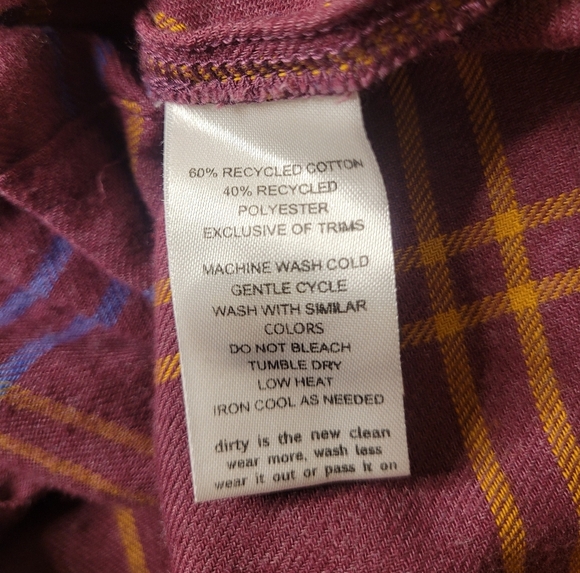 60% RECYCLED COTTON
40% RECYCLED
POLYESTER
EXCLUSIVE OF TRIMS
MACHINE WASH COLD
GENTLE CYCLE
WASH WITH SIMILAR
COLORS
DO NOT BLEACH
TUMBLE DRY
LOW HEAT
IRON COOL AS NEEDED
dirty is the new clean
wear more, wash less
wear it out or pass it on